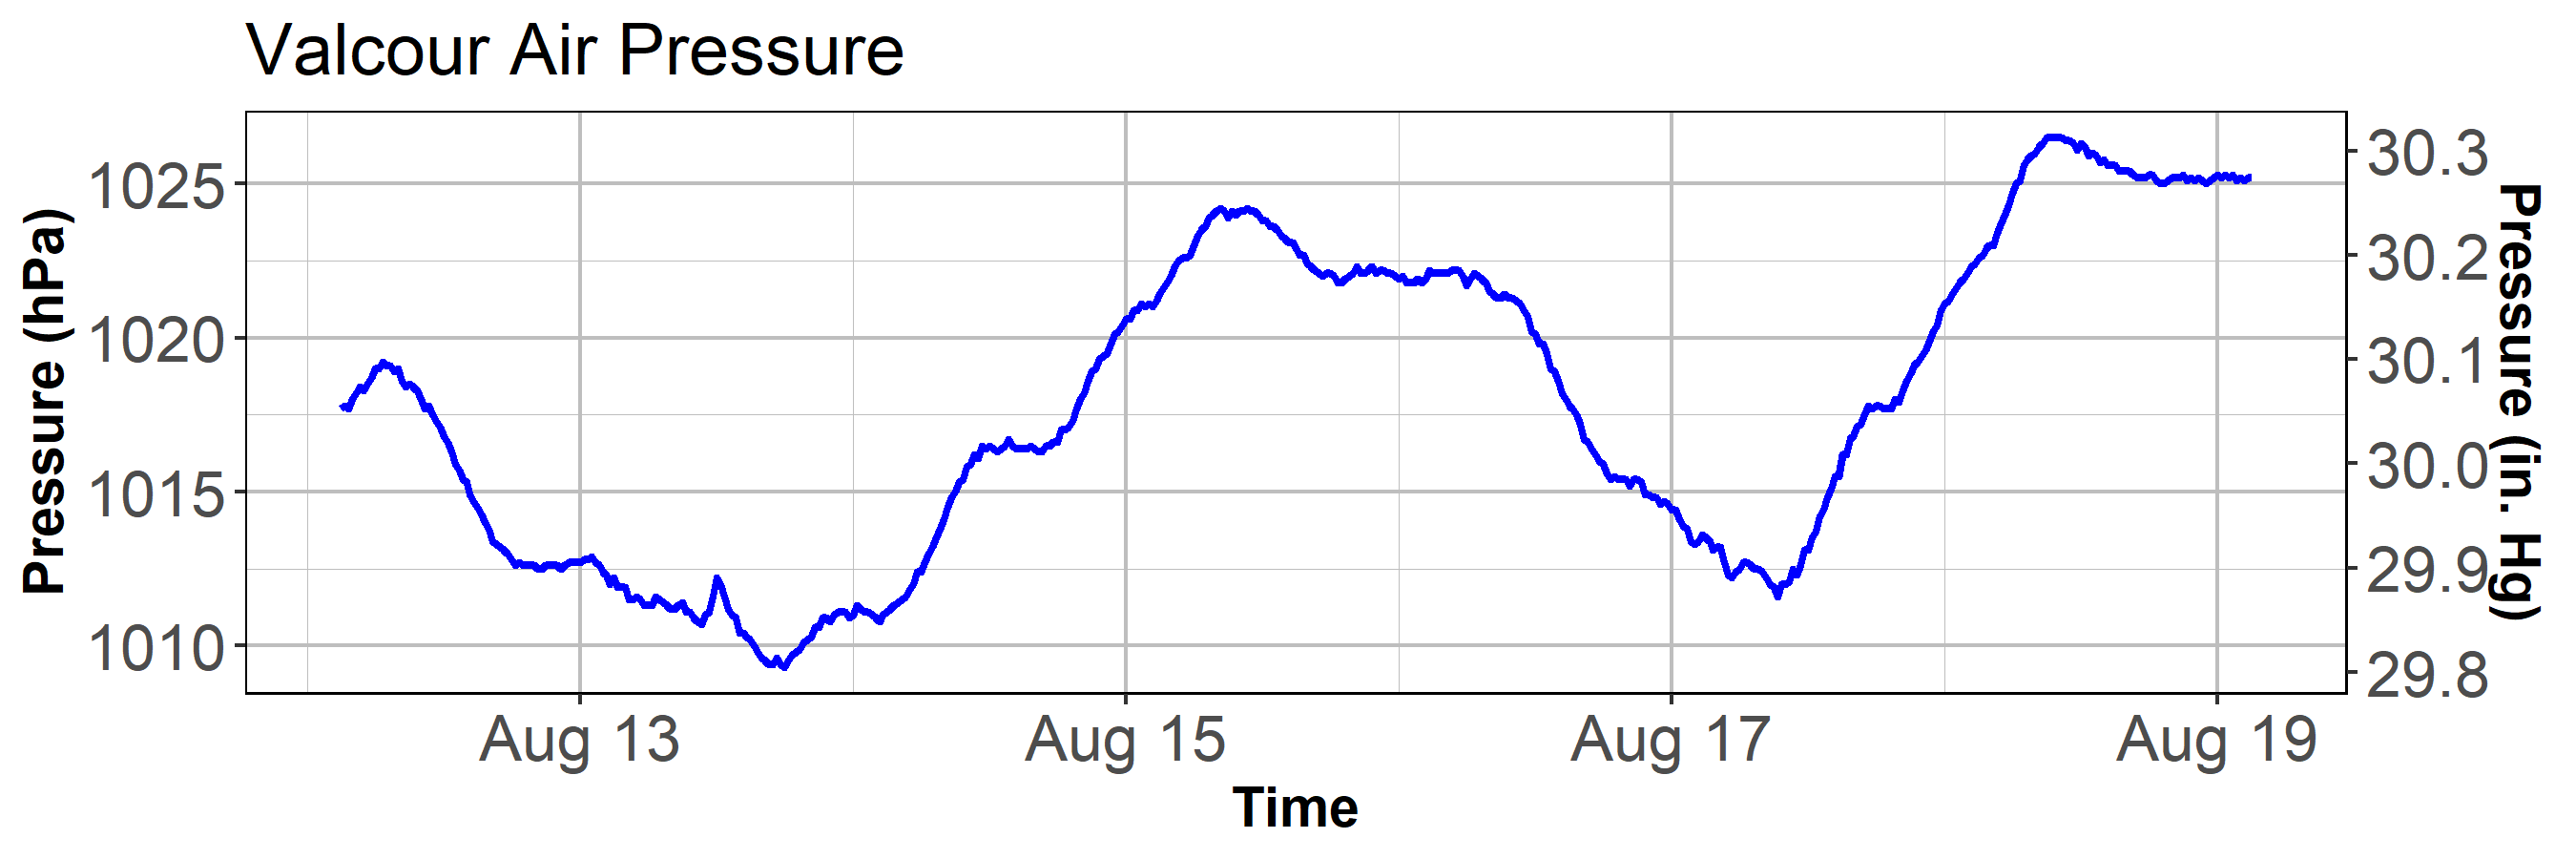 Valcour Air Pressure
Pressure (hPa)
1025
1020
1015
1010
30.3
30.2
30.1
30.0
29.9
29.8
Pressure (in. Hg)
Aug 13
Aug 15
Aug 17
Aug 19
Time